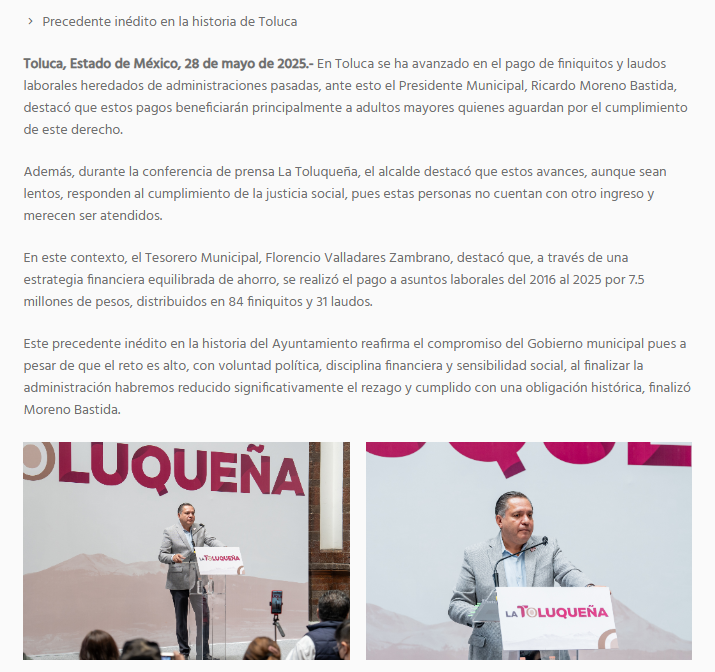 Precedente inédito en la historia de Toluca
Toluca, Estado de México, 28 de mayo de 2025.- En Toluca se ha avanzado en el pago de finiquitos y laudos
laborales heredados de administraciones pasadas, ante esto el Presidente Municipal, Ricardo Moreno Bastida,
destacó que estos pagos beneficiarán principalmente a adultos mayores quienes aguardan por el cumplimiento
de este derecho.
Además, durante la conferencia de prensa La Toluqueña, el alcalde destacó que estos avances, aunque sean
lentos, responden al cumplimiento de la justicia social, pues estas personas no cuentan con otro ingreso y
merecen ser atendidos.
En este contexto, el Tesorero Municipal, Florencio Valladares Zambrano, destacó que, a través de una
estrategia financiera equilibrada de ahorro, se realizó el pago a asuntos laborales del 2016 al 2025 por 7.5
millones de pesos, distribuidos en 84 finiquitos y 31 laudos.
Este precedente inédito en la historia del Ayuntamiento reafirma el compromiso del Gobierno municipal pues a
pesar de que el reto es alto, con voluntad política, disciplina financiera y sensibilidad social, al finalizar la
administración habremos reducido significativamente el rezago y cumplido con una obligación histórica, finalizó
Moreno Bastida.
OLUQUEÑA
LA TOLUQUEÑA
OQUE
LA TOLUQUEÑA